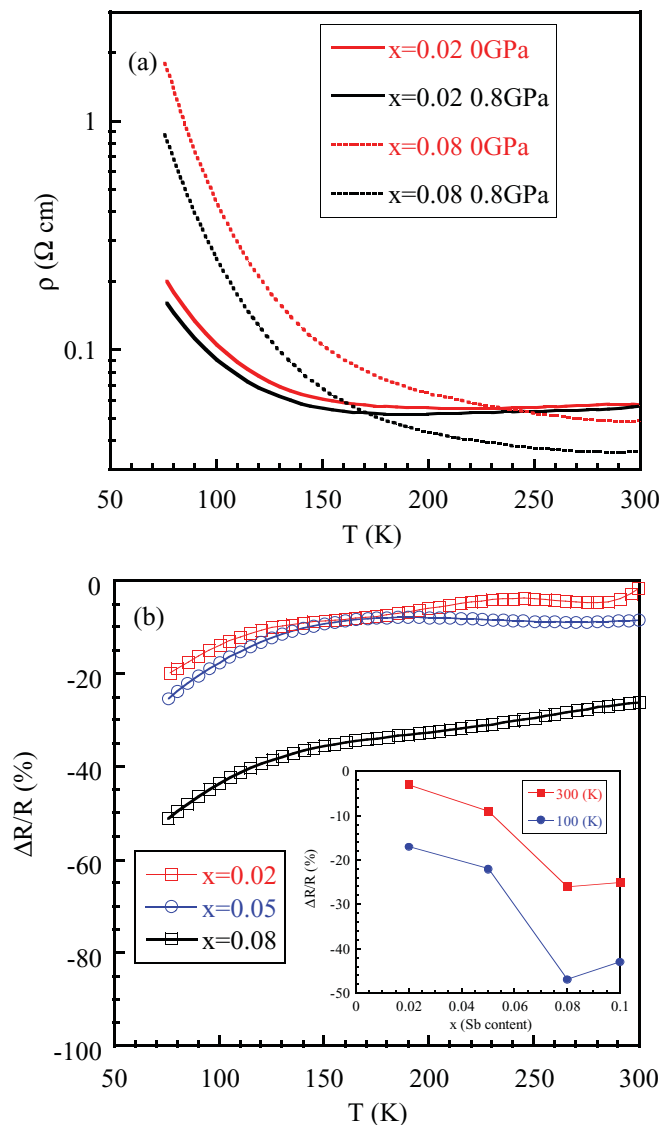 (a)
x=0.02 0GPa
x=0.02 0.8GPa
x=0.08 0GPa
x=0.08 0.8GPa
1
0.1
ρ (Ω cm)
50 100 150 200 250 300
T (K)
(b)
0
-20
-40
-60
-80
-100
ΔR/R (%)
x=0.02
x=0.05
x=0.08
0
-10
-20
-30
-40
-50
ΔR/R (%)
300 (K)
100 (K)
0 0.02 0.04 0.06 0.08 0.1
x (Sb content)
50 100 150 200 250 300
T (K)